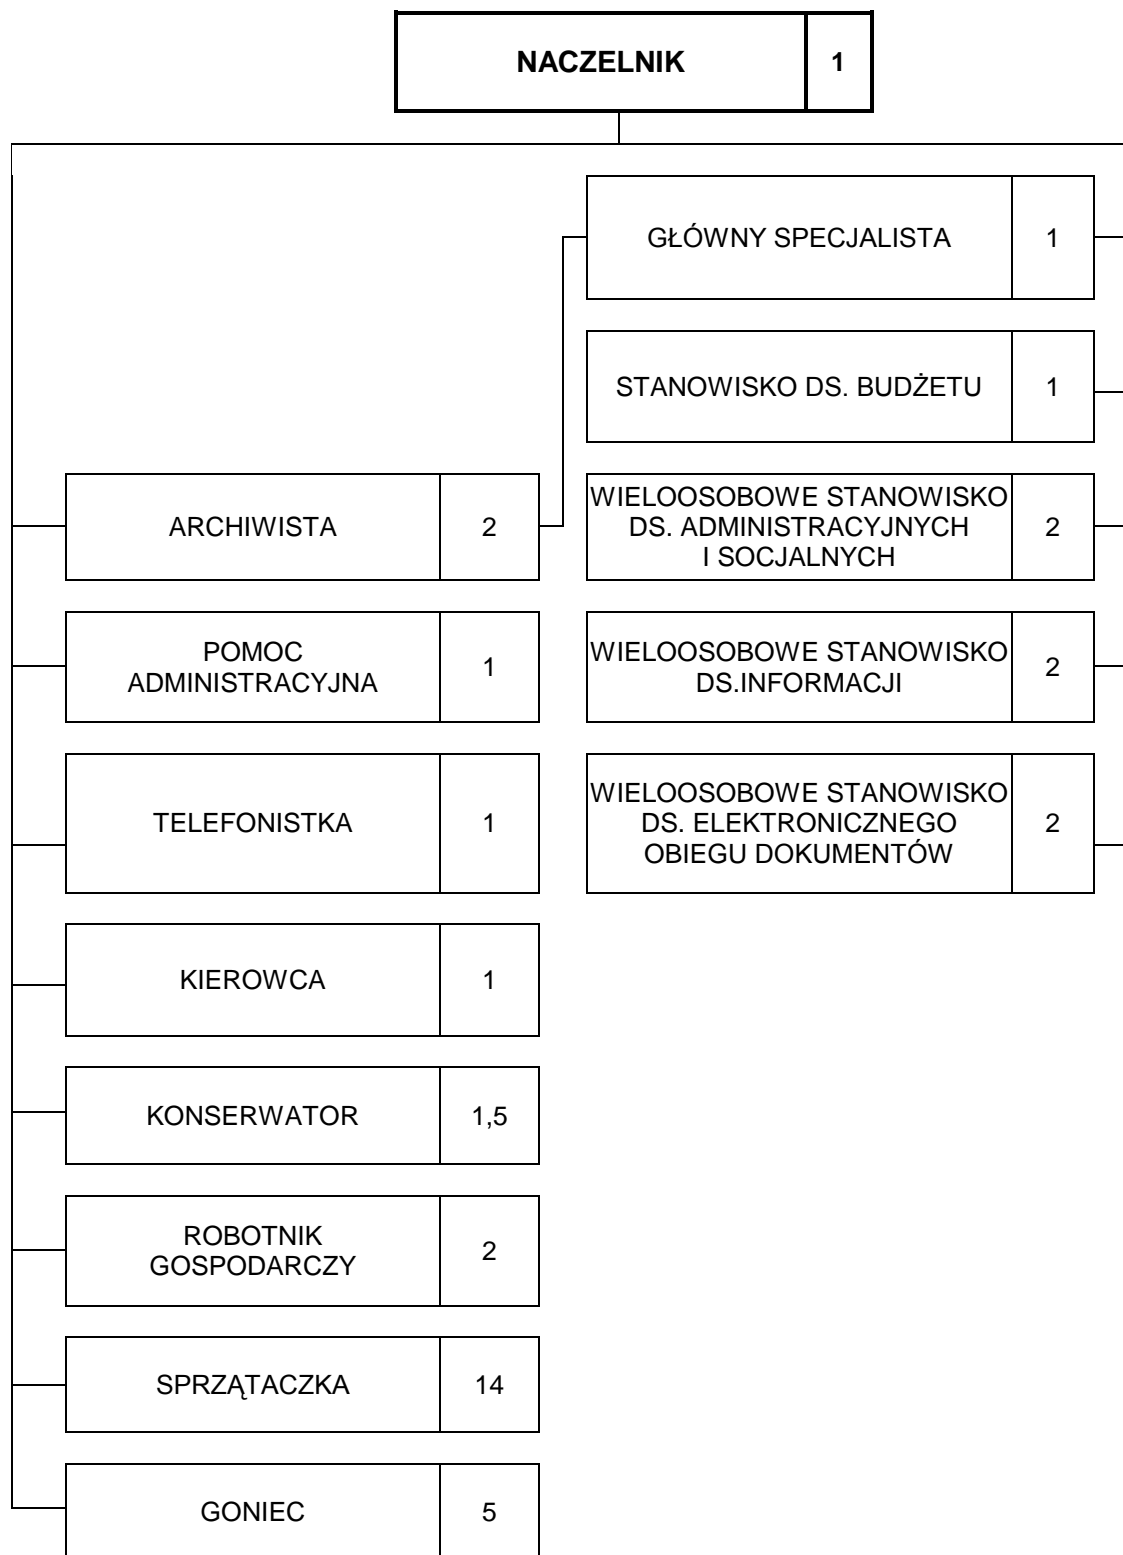 NACZELNIK 1
GŁÓWNY SPECJALISTA 1
STANOWISKO DS. BUDŻETU 1
ARCHIWISTA 2
WIELOOSOBOWE STANOWISKO
DS. ADMINISTRACYJNYCH
I SOCJALNYCH
2
POMOC
ADMINISTRACYJNA
1
WIELOOSOBOWE STANOWISKO
DS.INFORMACJI
2
TELEFONISTKA 1
WIELOOSOBOWE STANOWISKO
DS. ELEKTRONICZNEGO
OBIEGU DOKUMENTÓW
2
KIEROWCA 1
KONSERWATOR 1,5
ROBOTNIK
GOSPODARCZY
2
SPRZĄTACZKA 14
GONIEC 5